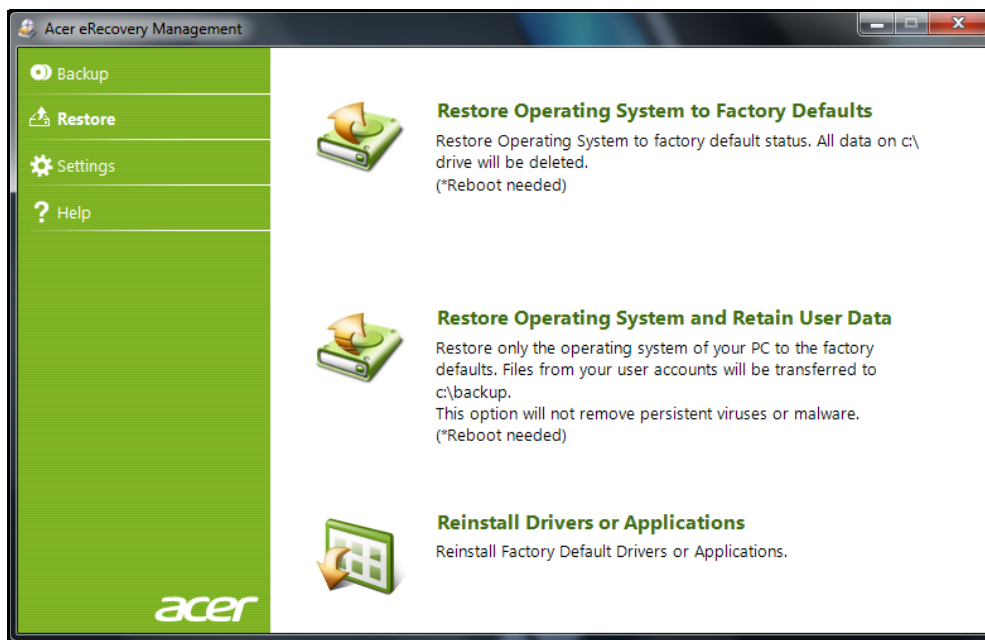 Acer eRecovery Management
Backup
Restore
Settings
? Help
acer
Restore Operating System to Factory Defaults
Restore Operating System to factory default status. All data on c:\
drive will be deleted.
(*Reboot needed)
Restore Operating System and Retain User Data
Restore only the operating system of your PC to the factory
defaults. Files from your user accounts will be transferred to
c:\backup.
This option will not remove persistent viruses or malware.
(*Reboot needed)
Reinstall Drivers or Applications
Reinstall Factory Default Drivers or Applications.